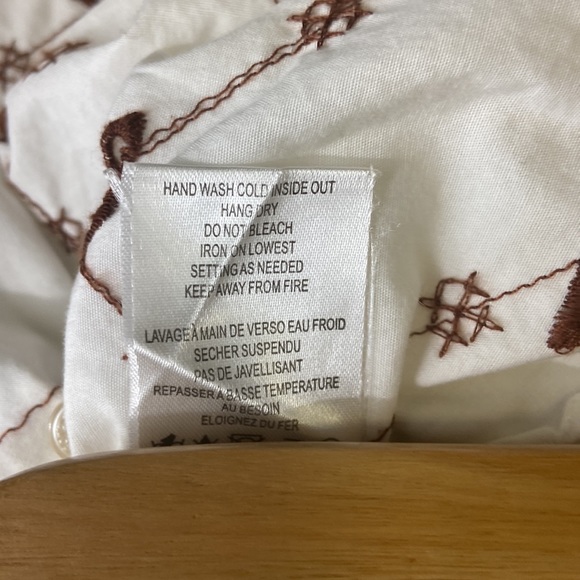 HAND WASH COLD INSIDE OUT
HANG DRY
DO NOT BLEACH
IRON ON LOWEST
SETTING AS NEEDED
KEEP AWAY FROM FIRE
LAVAGE A MAIN DE VERSO EAU FROID
SECHER SUSPENDU
PAS DE JAVELLISANT
REPASSER A BASSE TEMPERATURE
AU BESOIN
ELOIGNEZ DU FER